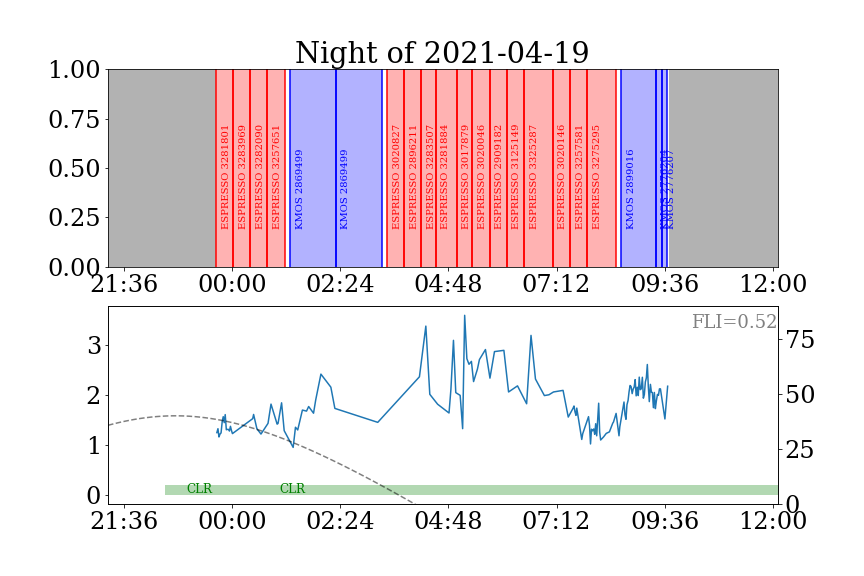 Night of 2021-04-19
1.00
0.75
0.50
0.25
0.00
ESPRESSO 3281801
ESPRESSO 3283969
ESPRESSO 3282090
ESPRESSO 3257651
KMOS 2869499
KMOS 2869499
ESPRESSO 3020827
ESPRESSO 2896211
ESPRESSO 3283507
ESPRESSO 3281884
ESPRESSO 3017879
ESPRESSO 3020046
ESPRESSO 2909182
ESPRESSO 3125149
ESPRESSO 3325287
ESPRESSO 3020146
ESPRESSO 3257581
ESPRESSO 3275295
KMOS 2899016
KMOS 2776204
KMOS 2776207
21:36 00:00 02:24 04:48 07:12 09:36 12:00
FLI=0.52
3
2
1
0
75
50
25
0
CLR CLR
21:36 00:00 02:24 04:48 07:12 09:36 12:00